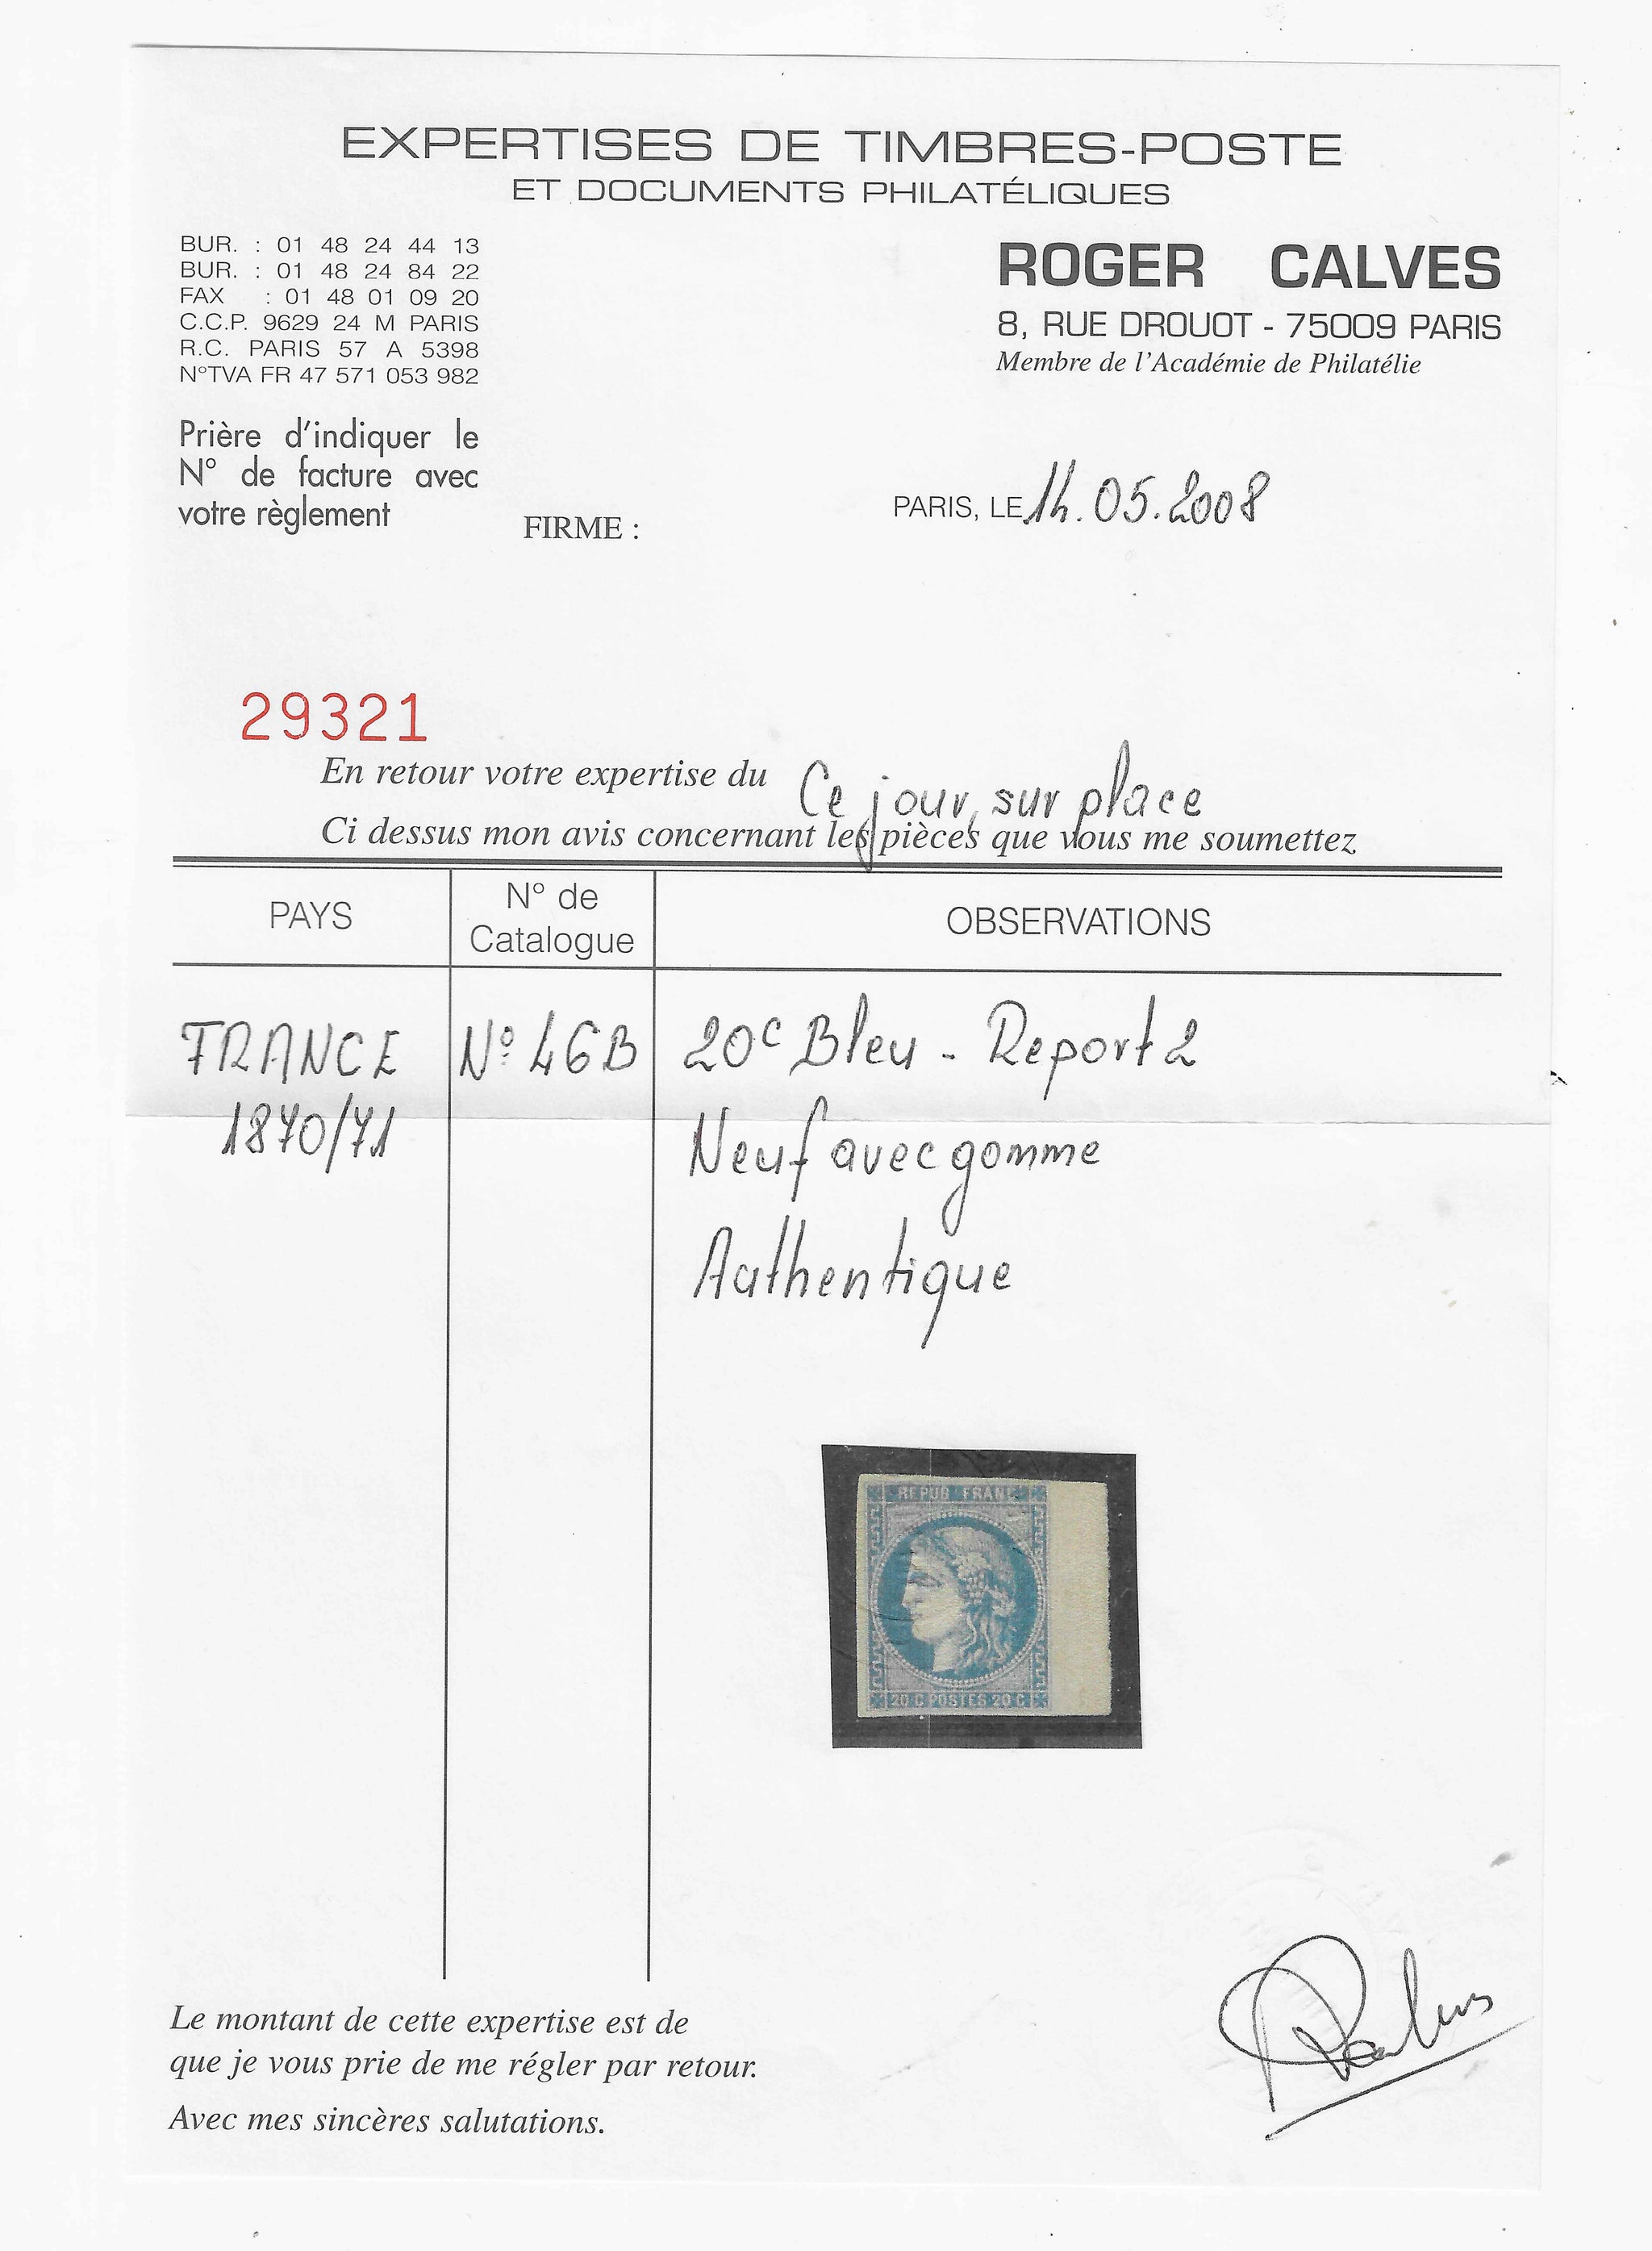 EXPERTISES DE TIMBRES-POSTE
ET DOCUMENTS PHILATÉLIQUES
BUR. : 01 48 24 44 13
BUR. : 01 48 24 84 22
FAX : 01 48 01 09 20
C.C.P. 9629 24 M PARIS
R.C. PARIS 57 A 5398
N°TVA FR 47 571 053 982
ROGER CALVES
8, RUE DROUOT - 75009 PARIS
Membre de l'Académie de Philatélie
Prière d'indiquer le
N° de facture avec
votre règlement
FIRME :
PARIS, LE 14.05.2008
29321
En retour votre expertise du Ce jour, sur place
Ci dessus mon avis concernant les pièces que vous me soumettez
PAYS
N° de
Catalogue
OBSERVATIONS
FRANCE N° 46B 20c Bleu - Report 2
1870/71
Neuf avec gomme
Authentique
REPUB FRANC
20 C POSTES 20 C
Le montant de cette expertise est de
que je vous prie de me régler par retour.
Avec mes sincères salutations.